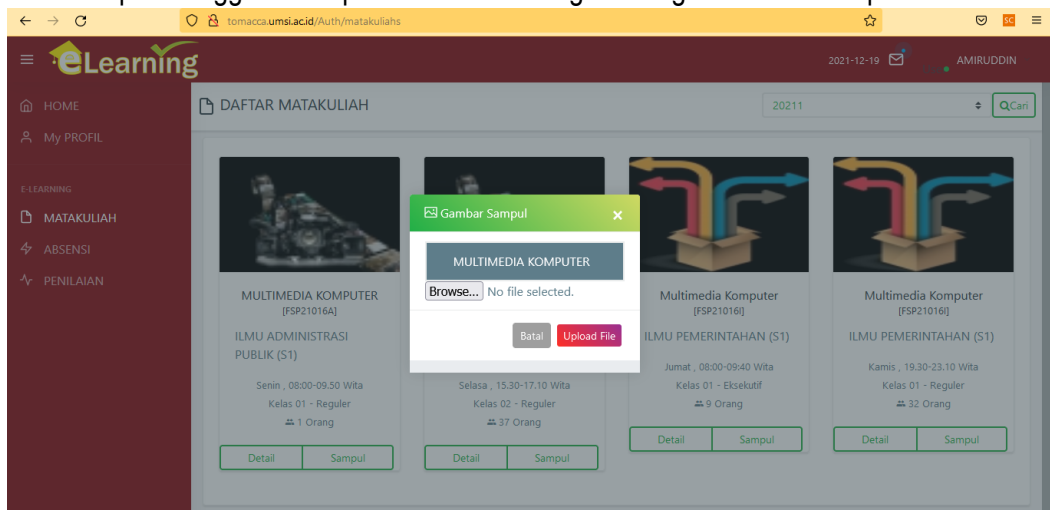 tomacca.umsi.ac.id/Auth/matakuliahs
SC
eLearning
2021-12-19
AMIRUDDIN
HOME
My PROFIL
E-LEARNING
MATAKULIAH
ABSENSI
PENILAIAN
DAFTAR MATAKULIAH
20211
Cari
Gambar Sampul
×
MULTIMEDIA KOMPUTER
Browse... No file selected.
Batal
Upload File
MULTIMEDIA KOMPUTER
[FSP21016A]
ILMU ADMINISTRASI
PUBLIK (S1)
Senin , 08:00-09.50 Wita
Kelas 01 - Reguler
1 Orang
Detail
Sampul
Selasa , 15.30-17.10 Wita
Kelas 02 - Reguler
37 Orang
Detail
Sampul
Multimedia Komputer
[FSP21016I]
ILMU PEMERINTAHAN (S1)
Jumat , 08:00-09:40 Wita
Kelas 01 - Eksekutif
9 Orang
Detail
Sampul
Multimedia Komputer
[FSP21016I]
ILMU PEMERINTAHAN (S1)
Kamis , 19.30-23.10 Wita
Kelas 01 - Reguler
32 Orang
Detail
Sampul